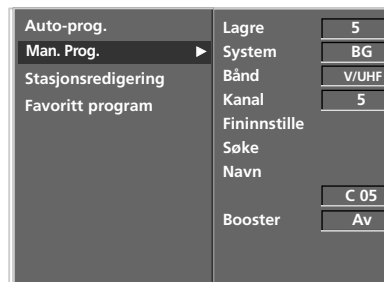 Auto-prog.
Man. Prog.
Stasjonsredigering
Favoritt program
Lagre 5
System BG
Bånd V/UHF
Kanal 5
Fininnstille
Søke
Navn
C 05
Booster Av